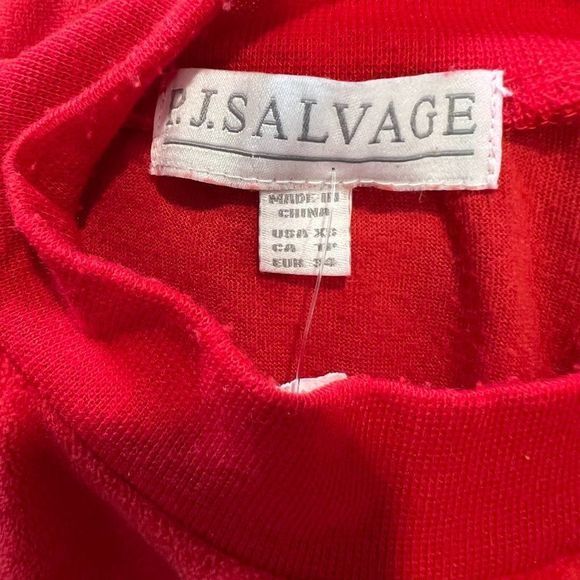 P.J.SALVAGE
MADE IN
CHINA
USA XS
CA TP
EUR 34